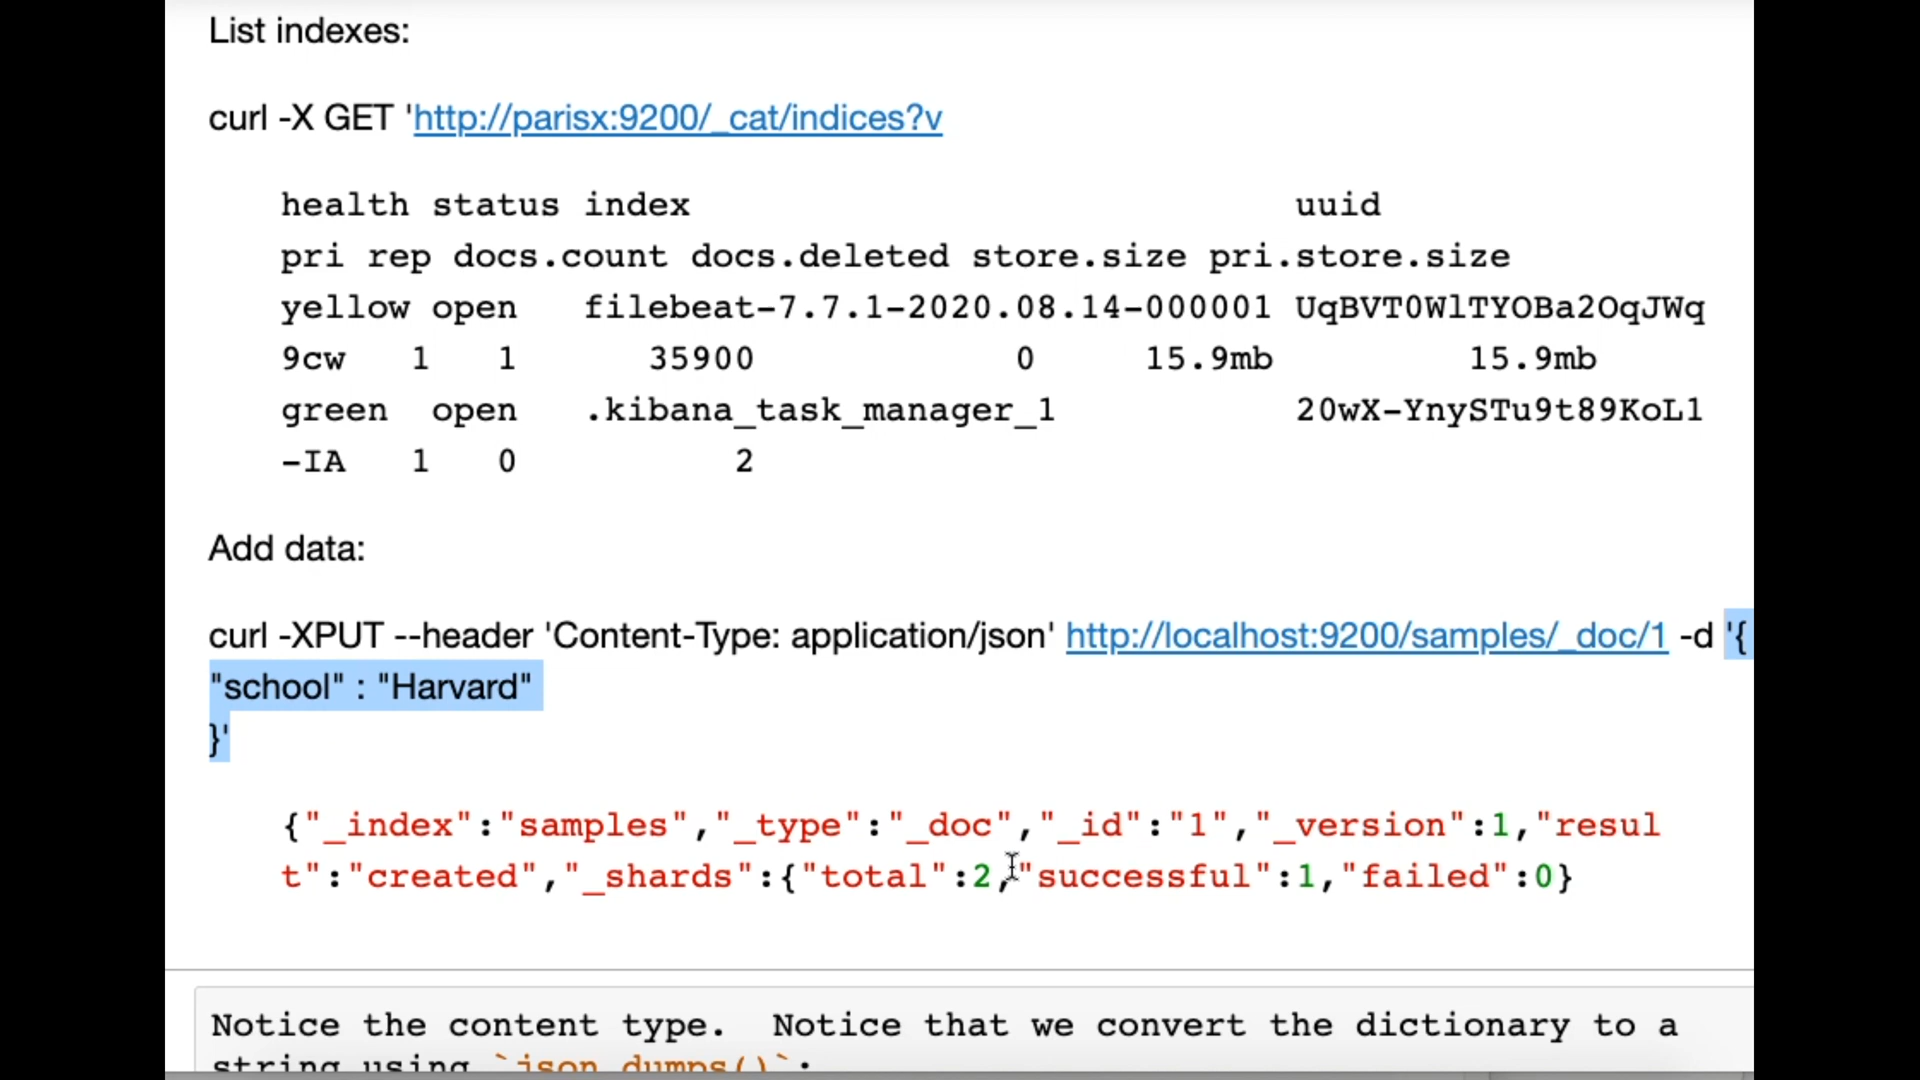 List indexes:
curl -X GET 'http://parisx:9200/_cat/indices?v
health status index uuid
pri rep docs.count docs.deleted store.size pri.store.size
yellow open filebeat-7.7.1-2020.08.14-000001 UqBVT0WlTYOBa2OqJWq
9cw 1 1 35900 0 15.9mb 15.9mb
green open .kibana_task_manager_1 20wX-YnySTu9t89KoL1
-IA 1 0 2
Add data:
curl -XPUT --header 'Content-Type: application/json' http://localhost:9200/samples/_doc/1 -d '{
"school" : "Harvard"
}'
{"_index":"samples","_type":"_doc","_id":"1","_version":1,"resul
t":"created","_shards":{"total":2,"successful":1,"failed":0}
Notice the content type. Notice that we convert the dictionary to a
string using `json.dumps()`: